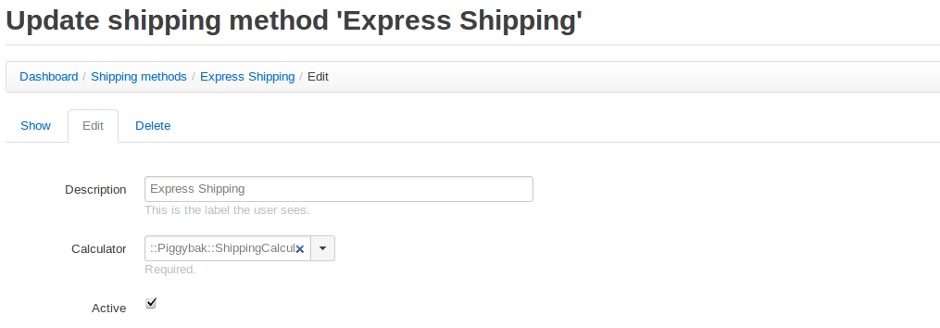 Update shipping method 'Express Shipping'
Dashboard / Shipping methods / Express Shipping / Edit
Show Edit Delete
Description Express Shipping
This is the label the user sees.
Calculator ::Piggybak::ShippingCalcul
Required.
Active